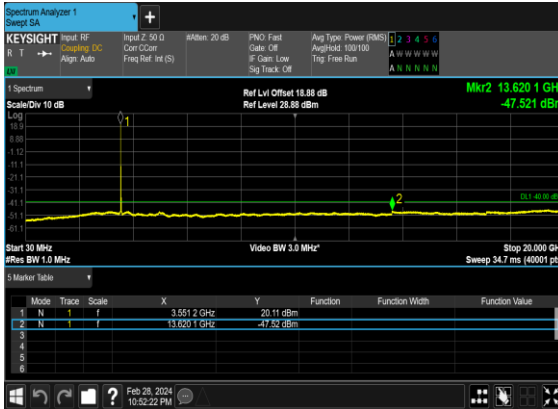 Spectrum Analyzer 1
Swept SA
+
KEYSIGHT Input: RF Input Z: 50 Ω #Atten: 20 dB PNO: Fast Avg Type: Power (RMS) 1 2 3 4 5 6
R T Coupling: DC Corr CCorr Gate: Off Avg|Hold: 100/100 A W W W W W
Align: Auto Freq Ref: Int (S) IF Gain: Low Trig: Free Run
Sig Track: Off A N N N N N
1 Spectrum
Ref Lvl Offset 18.88 dB Mkr2 13.620 1 GH
Scale/Div 10 dB Ref Level 28.88 dBm -47.521 dB
Log
18.9
8.88
-1.12
-11.1
-21.1
-31.1
-41.1
-51.1
-61.1
1
2
DL1 -40.00 dB
Start 30 MHz Video BW 3.0 MHz* Stop 20.000 GH
#Res BW 1.0 MHz Sweep 34.7 ms (40001 pt
5 Marker Table
Mode Trace Scale X Y Function Function Width Function Value
1 N 1 f 3.551 2 GHz 20.11 dBm
2 N 1 f 13.620 1 GHz -47.52 dBm
3
4
5
6
? Feb 28, 2024
10:52:22 PM